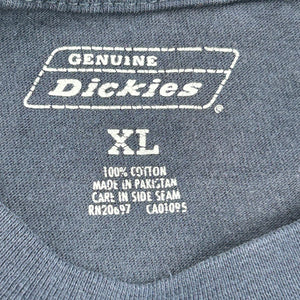 GENUINE
Dickies
®
XL
100% COTTON
MADE IN PAKISTAN
CARE IN SIDE SEAM
RN20697 CA01095